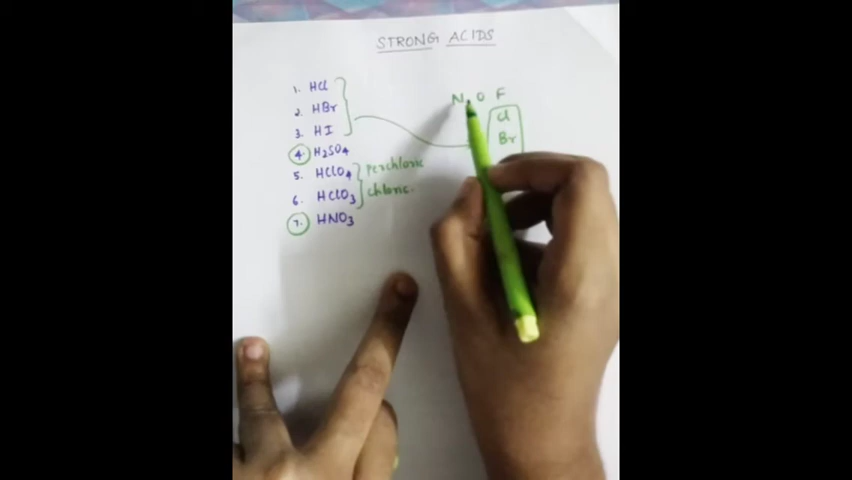 STRONG ACIDS
1. HCl
2. HBr
3. HI
4. H2SO4
5. HClO4 perchloric
6. HClO3 chloric.
7. HNO3
N O F
Cl
Br